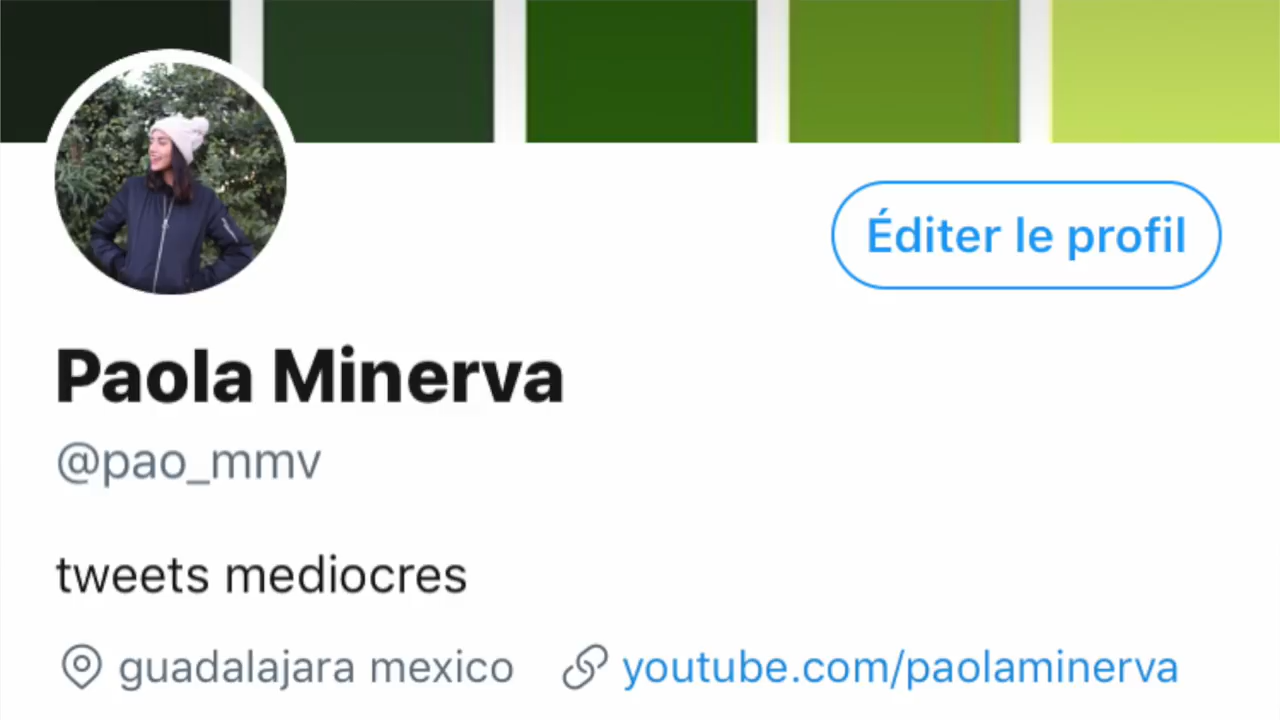 Éditer le profil
Paola Minerva
@pao_mmv
tweets mediocres
guadalajara mexico youtube.com/paolaminerva